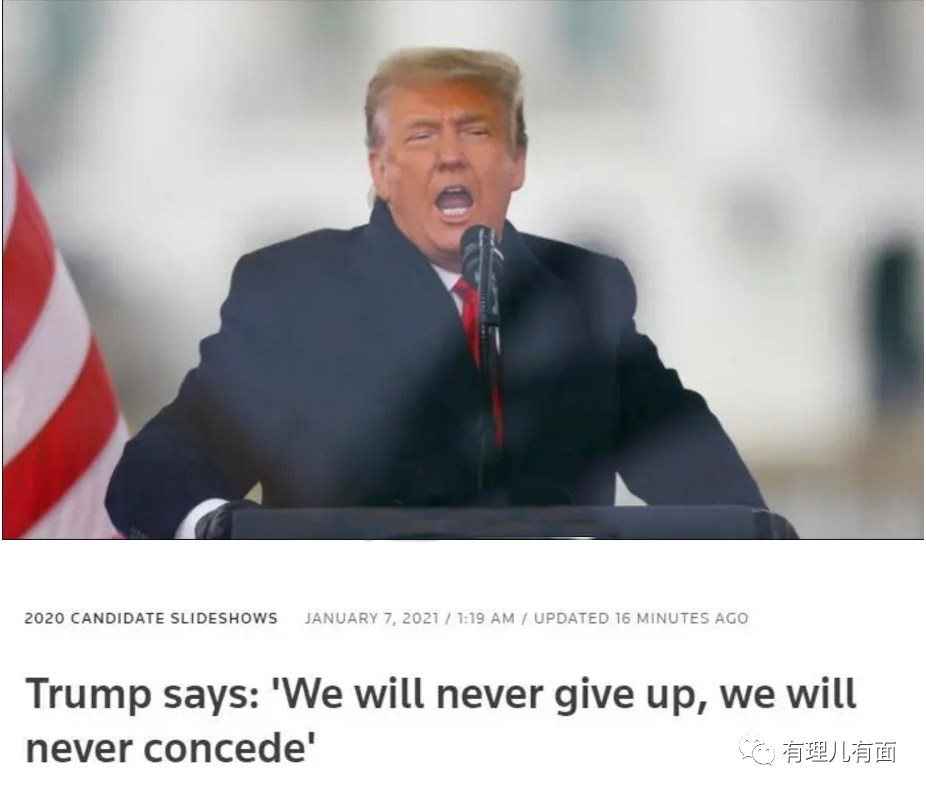 2020 CANDIDATE SLIDESHOWS JANUARY 7, 2021 / 1:19 AM / UPDATED 16 MINUTES AGO
Trump says: 'We will never give up, we will
never concede'
有理儿有面